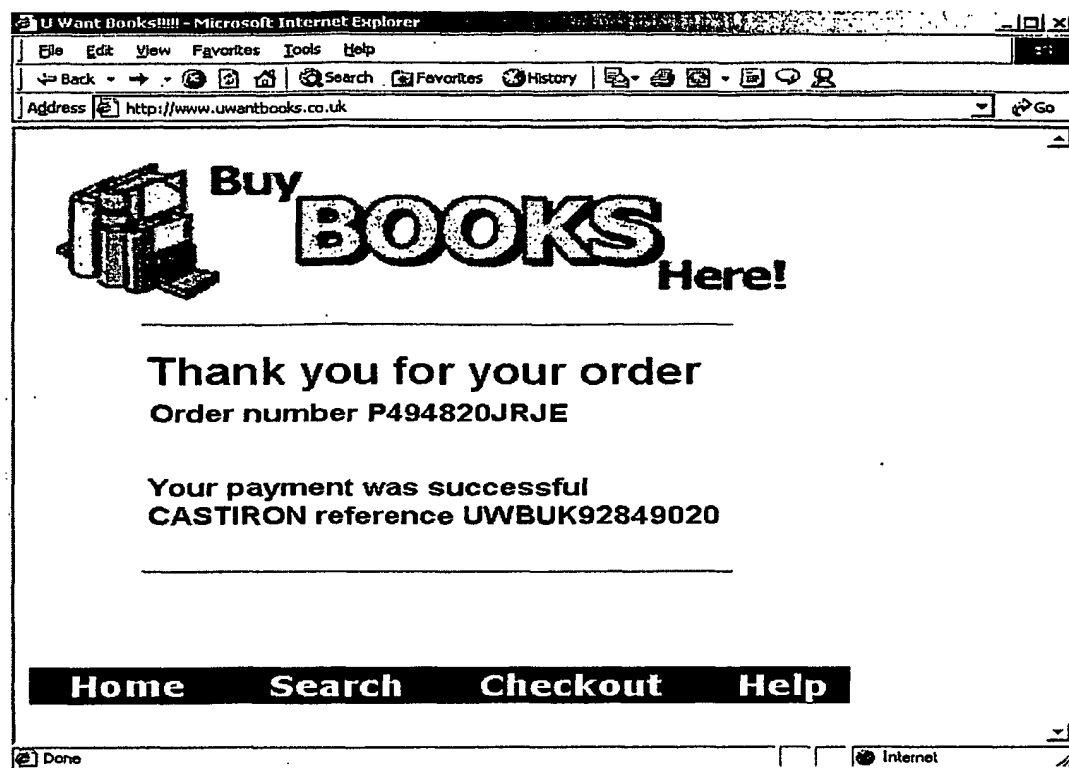 U Want Books!!!!! - Microsoft Internet Explorer
File Edit View Favorites Tools Help
Back Search Favorites History
Address http://www.uwantbooks.co.uk Go
Buy
BOOKS
Here!
Thank you for your order
Order number P494820JRJE
Your payment was successful
CASTIRON reference UWBUK92849020
Home Search Checkout Help
Done Internet